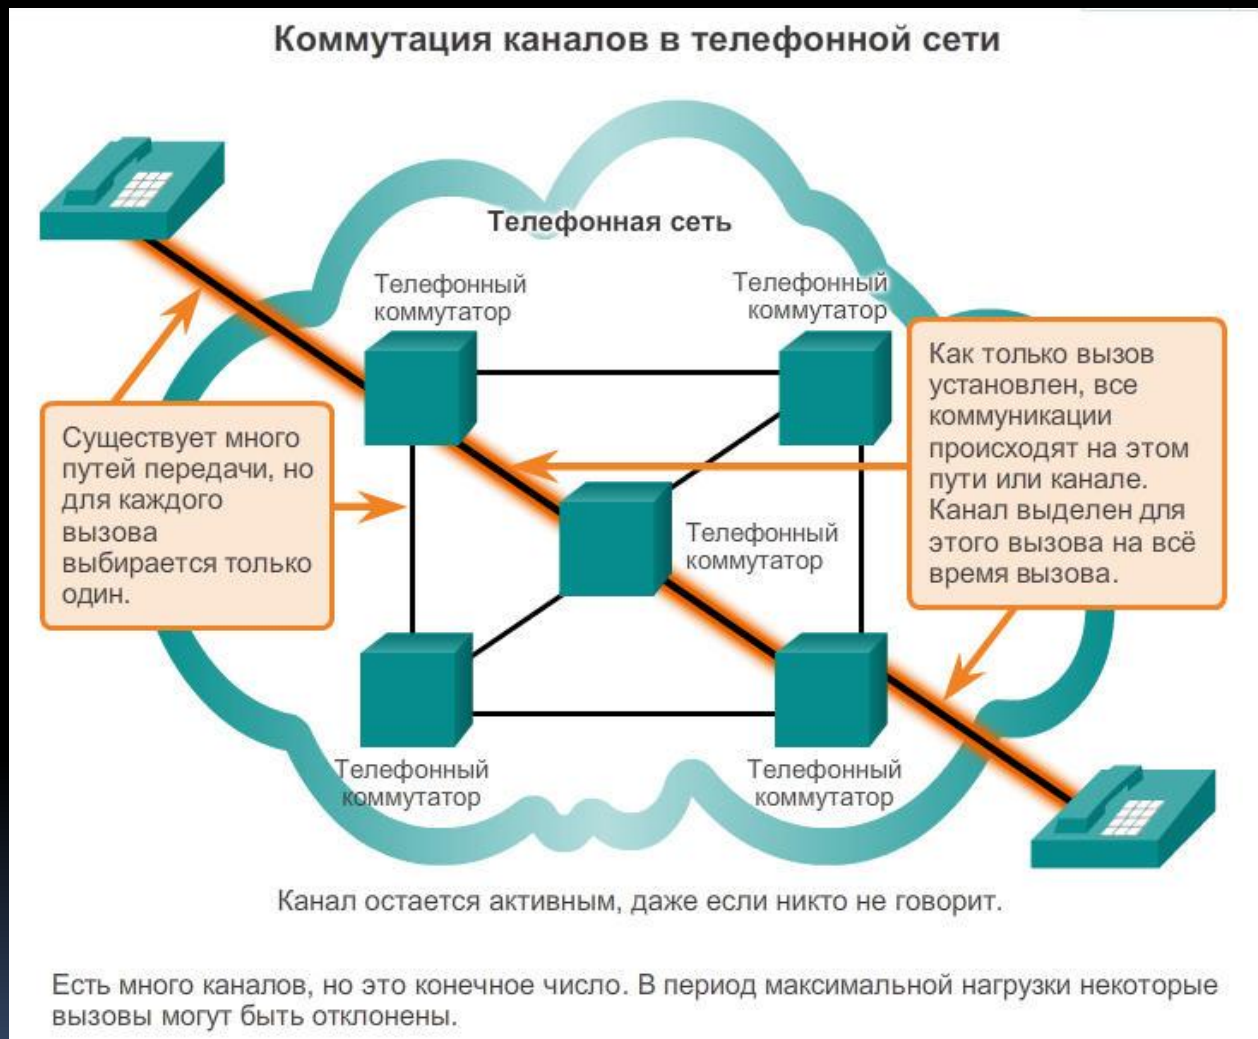 Коммутация каналов в телефонной сети
Телефонная сеть
Телефонный
коммутатор
Телефонный
коммутатор
Как только вызов
установлен, все
коммуникации
происходят на этом
пути или канале.
Канал выделен для
этого вызова на всё
время вызова.
Существует много
путей передачи, но
для каждого
вызова
выбирается только
один.
Телефонный
коммутатор
Телефонный
коммутатор
Телефонный
коммутатор
Канал остается активным, даже если никто не говорит.
Есть много каналов, но это конечное число. В период максимальной нагрузки некоторые
вызовы могут быть отклонены.